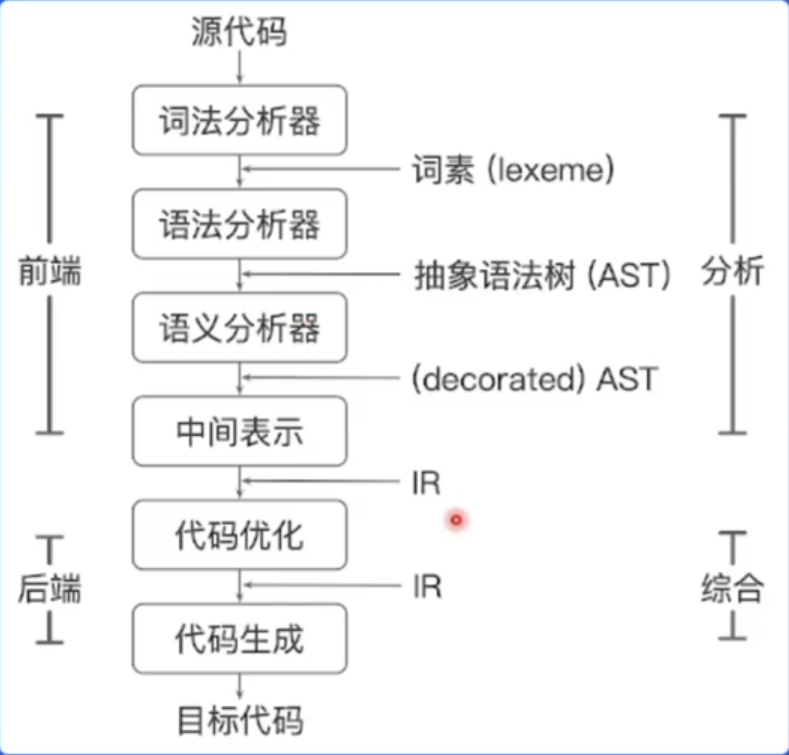 源代码
词法分析器
词素 (lexeme)
语法分析器
前端
抽象语法树 (AST)
分析
语义分析器
(decorated) AST
中间表示
IR
代码优化
后端
IR
综合
代码生成
目标代码